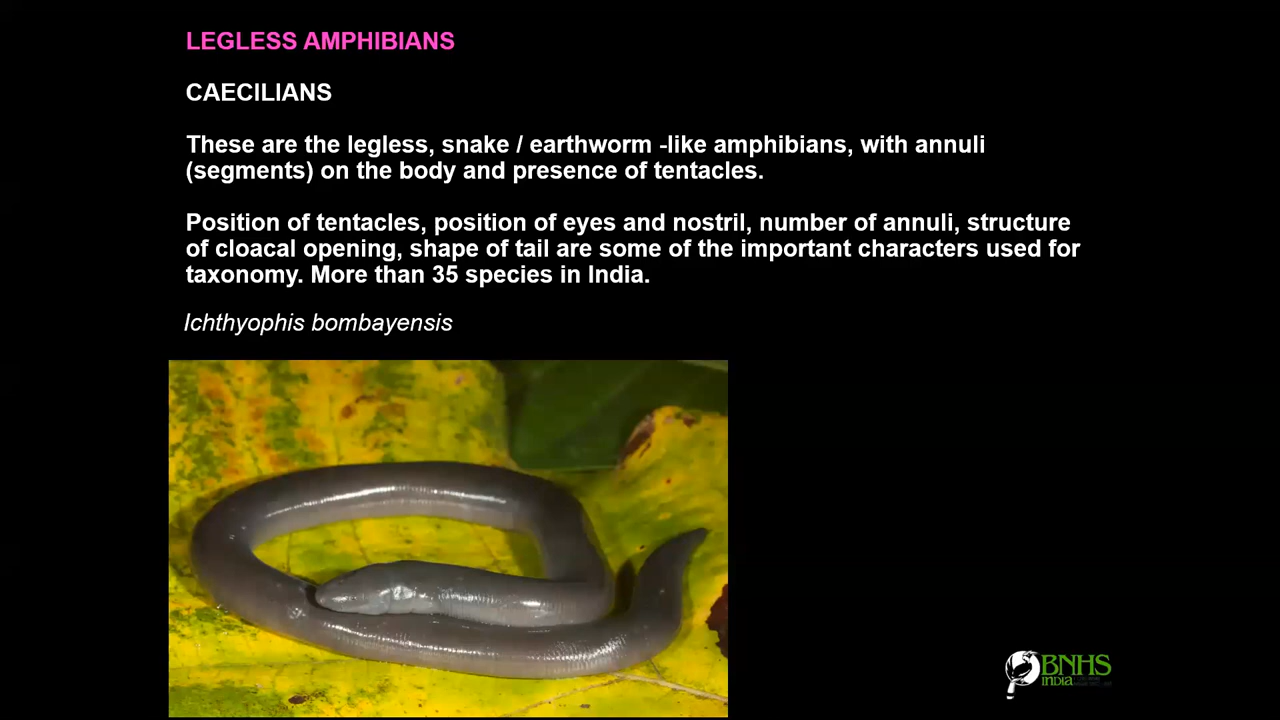 LEGLESS AMPHIBIANS
CAECILIANS
These are the legless, snake / earthworm -like amphibians, with annuli
(segments) on the body and presence of tentacles.
Position of tentacles, position of eyes and nostril, number of annuli, structure
of cloacal opening, shape of tail are some of the important characters used for
taxonomy. More than 35 species in India.
Ichthyophis bombayensis
BNHS
INDIA